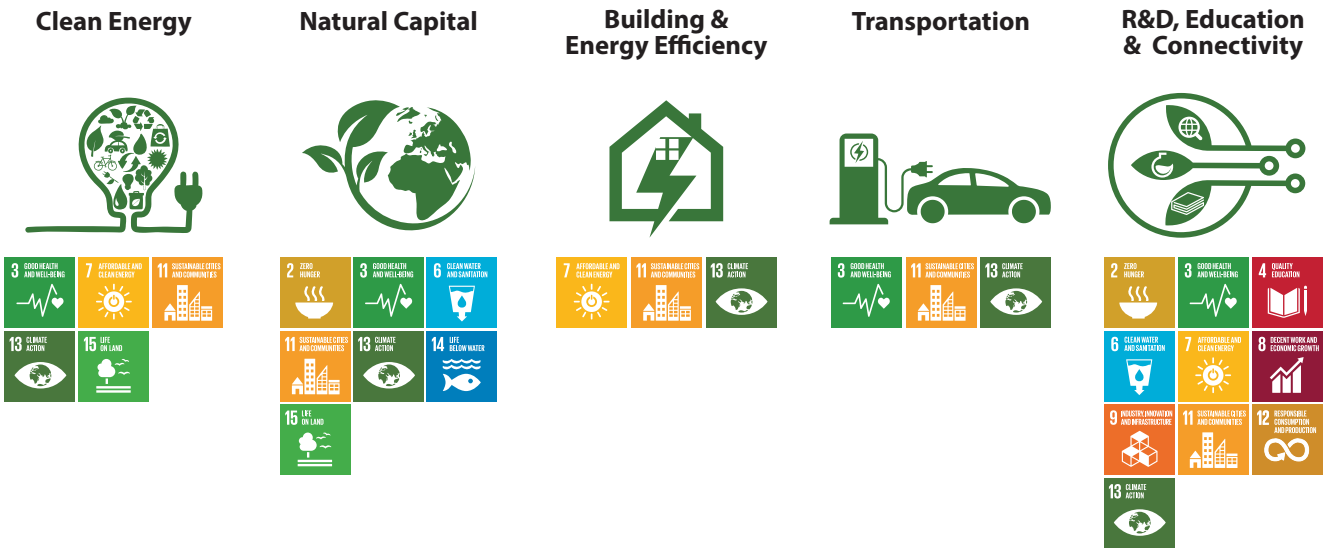 Clean Energy
3 GOOD HEALTH
AND WELL-BEING
7 AFFORDABLE AND
CLEAN ENERGY
11 SUSTAINABLE CITIES
AND COMMUNITIES
13 CLIMATE
ACTION
15 LIFE
ON LAND
Natural Capital
2 ZERO
HUNGER
3 GOOD HEALTH
AND WELL-BEING
6 CLEAN WATER
AND SANITATION
11 SUSTAINABLE CITIES
AND COMMUNITIES
13 CLIMATE
ACTION
14 LIFE
BELOW WATER
15 LIFE
ON LAND
Building &
Energy Efficiency
7 AFFORDABLE AND
CLEAN ENERGY
11 SUSTAINABLE CITIES
AND COMMUNITIES
13 CLIMATE
ACTION
Transportation
3 GOOD HEALTH
AND WELL-BEING
11 SUSTAINABLE CITIES
AND COMMUNITIES
13 CLIMATE
ACTION
R&D, Education
& Connectivity
2 ZERO
HUNGER
3 GOOD HEALTH
AND WELL-BEING
4 QUALITY
EDUCATION
6 CLEAN WATER
AND SANITATION
7 AFFORDABLE AND
CLEAN ENERGY
8 DECENT WORK AND
ECONOMIC GROWTH
9 INDUSTRY, INNOVATION
AND INFRASTRUCTURE
11 SUSTAINABLE CITIES
AND COMMUNITIES
12 RESPONSIBLE
CONSUMPTION
AND PRODUCTION
13 CLIMATE
ACTION